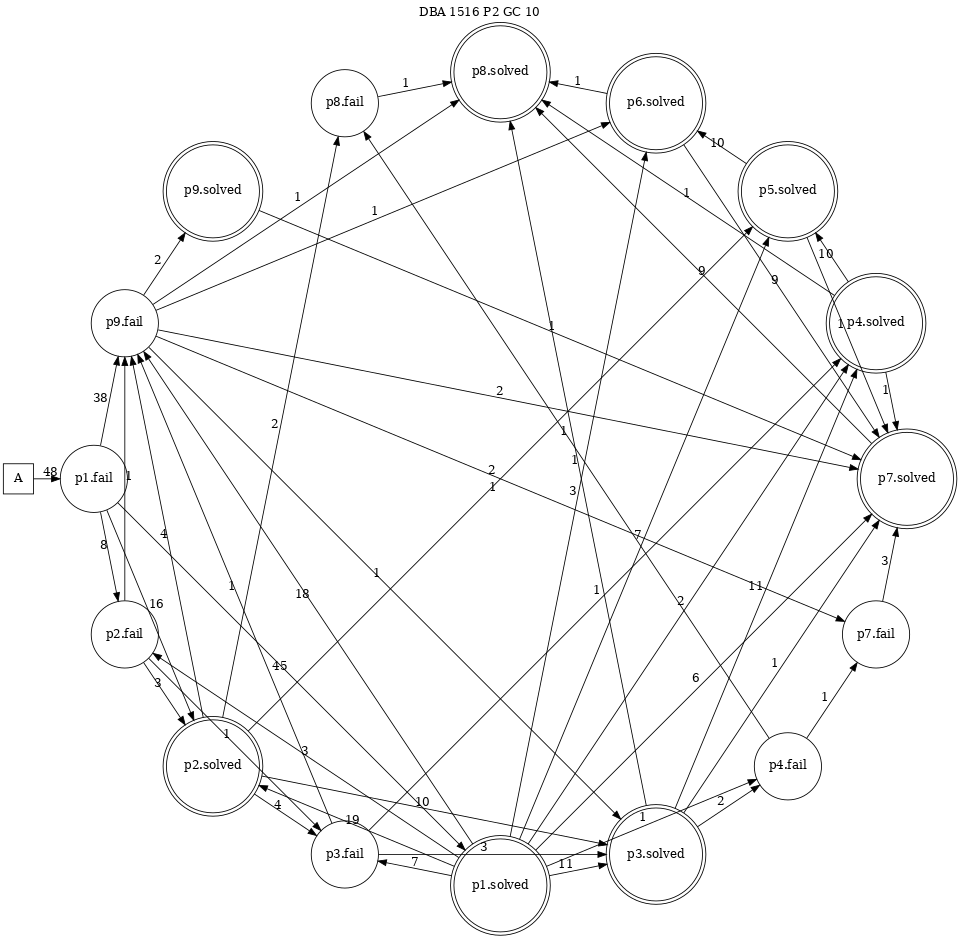 DBA 1516 P2 GC 10
p8.solved
p8.fail
1
1
p6.solved
10
p9.solved
1
1
1
p5.solved
2
10
9
9
p9.fail
1
1
p4.solved
38
2
2
1
1
A
48
p1.fail
1
4
2
1
1
3
7
p7.solved
8
16
1
18
1
1
2
11
3
p2.fail
3
1
45
3
6
1
1
p7.fail
p2.solved
4
19
10
1
2
p4.fail
p3.fail
7
3
11
p1.solved
p3.solved